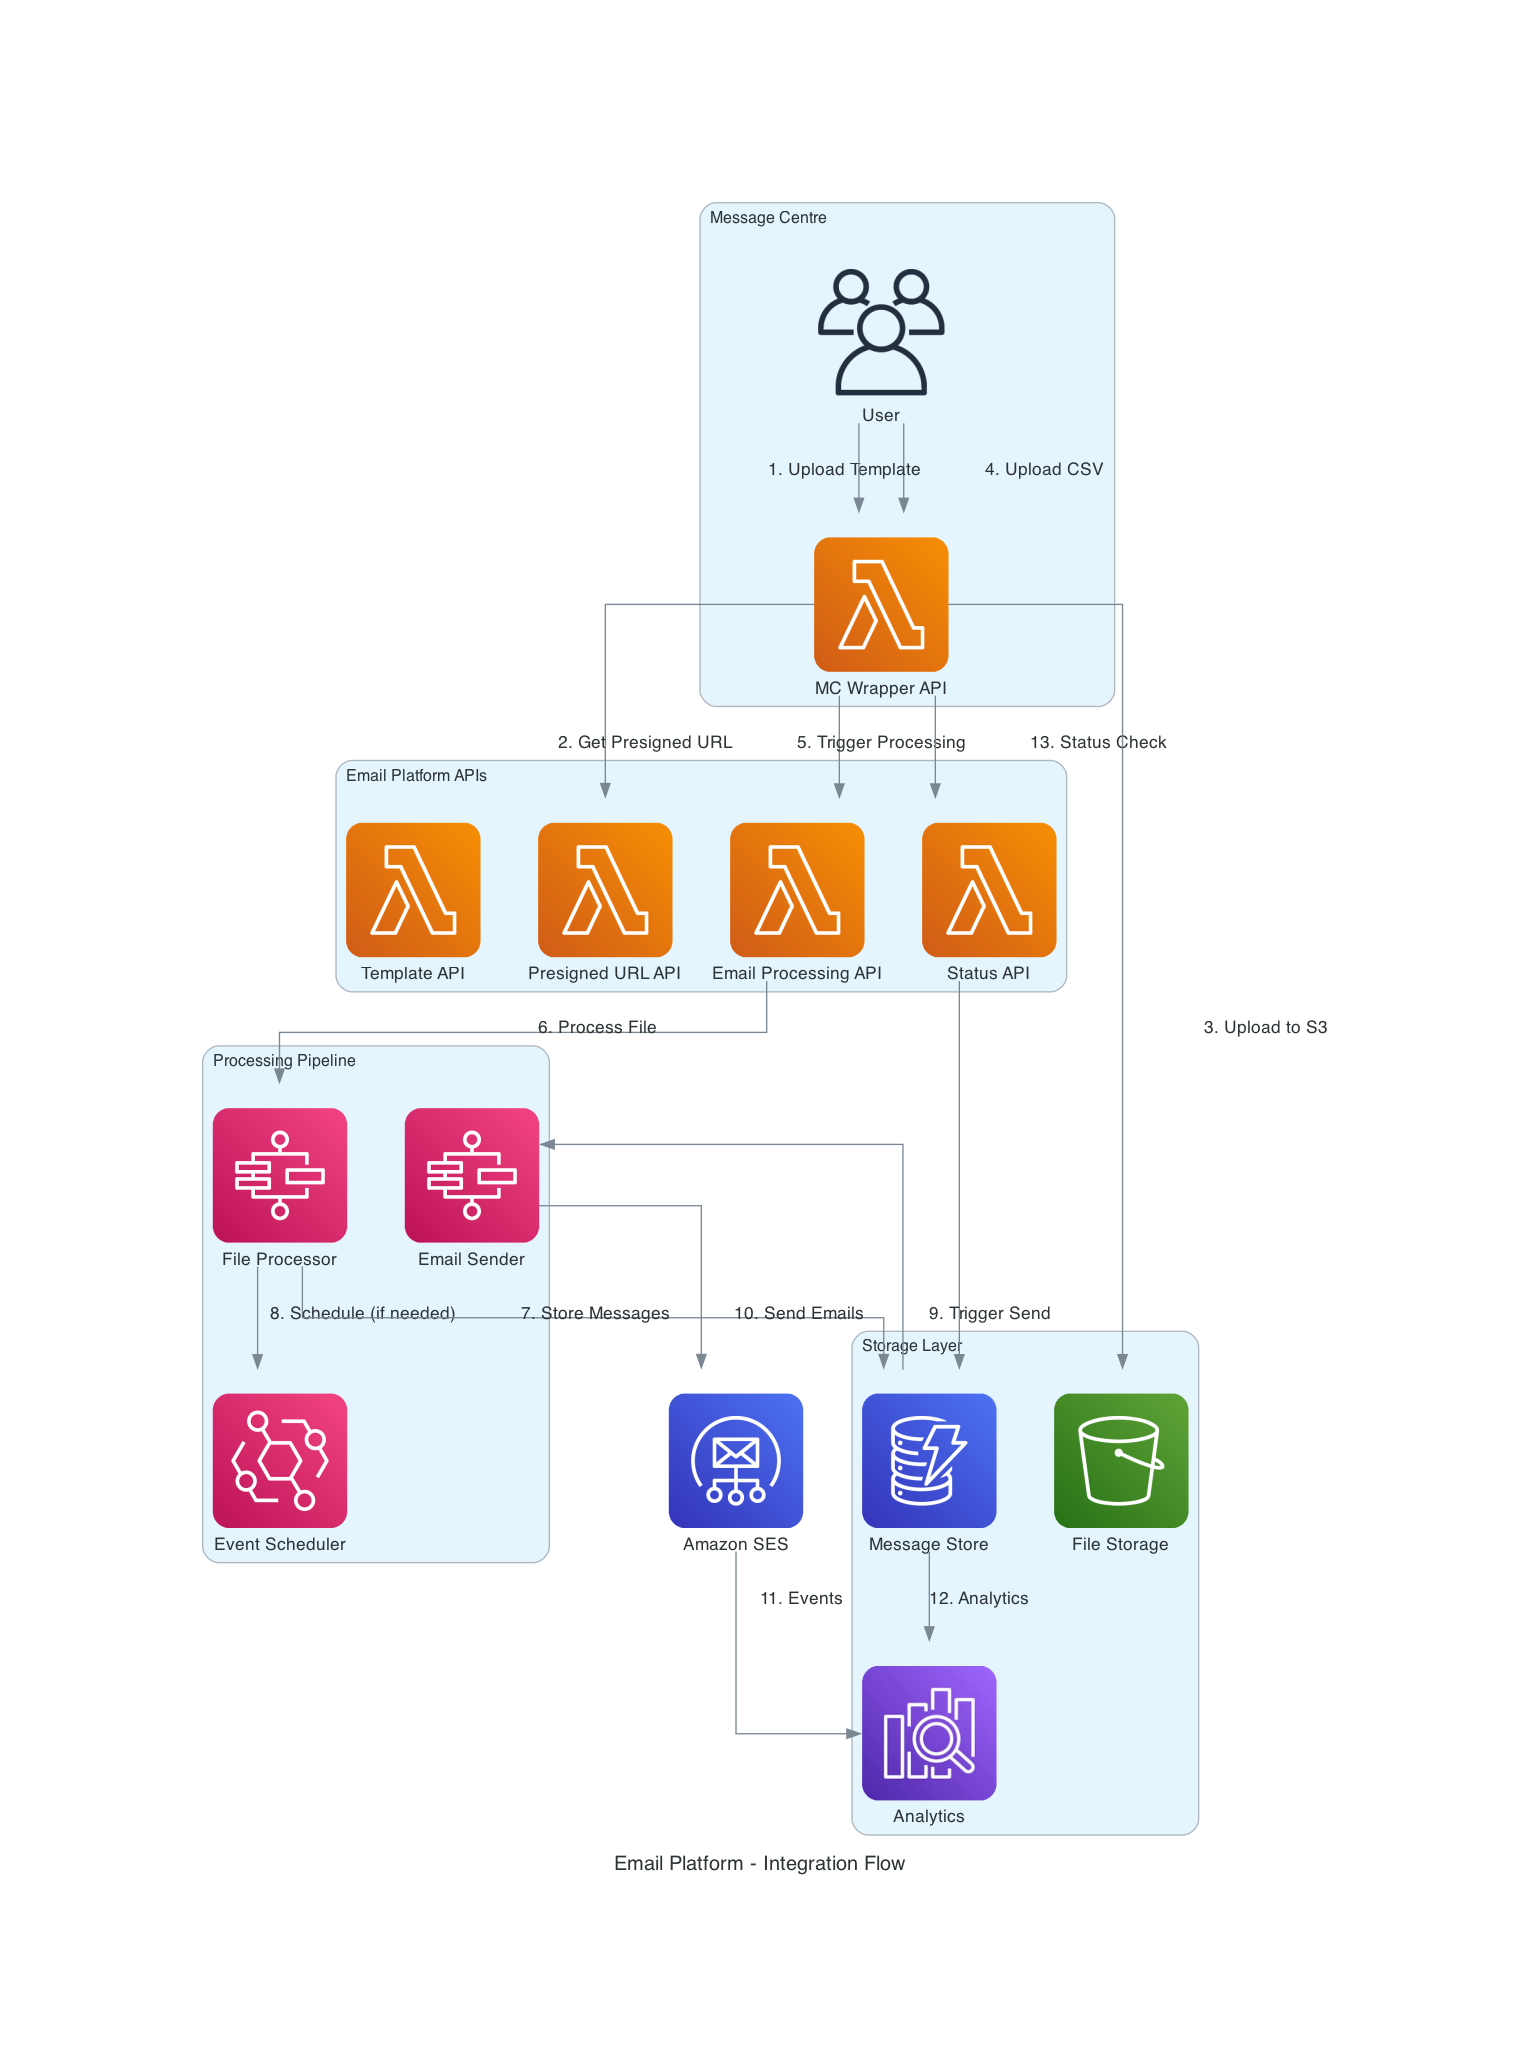 Message Centre
User
1. Upload Template
4. Upload CSV
MC Wrapper API
2. Get Presigned URL
5. Trigger Processing
13. Status Check
Email Platform APIs
Template API
Presigned URL API
Email Processing API
Status API
6. Process File
3. Upload to S3
Processing Pipeline
File Processor
Email Sender
8. Schedule (if needed)
7. Store Messages
10. Send Emails
9. Trigger Send
Storage Layer
Event Scheduler
Amazon SES
Message Store
File Storage
11. Events
12. Analytics
Analytics
Email Platform - Integration Flow